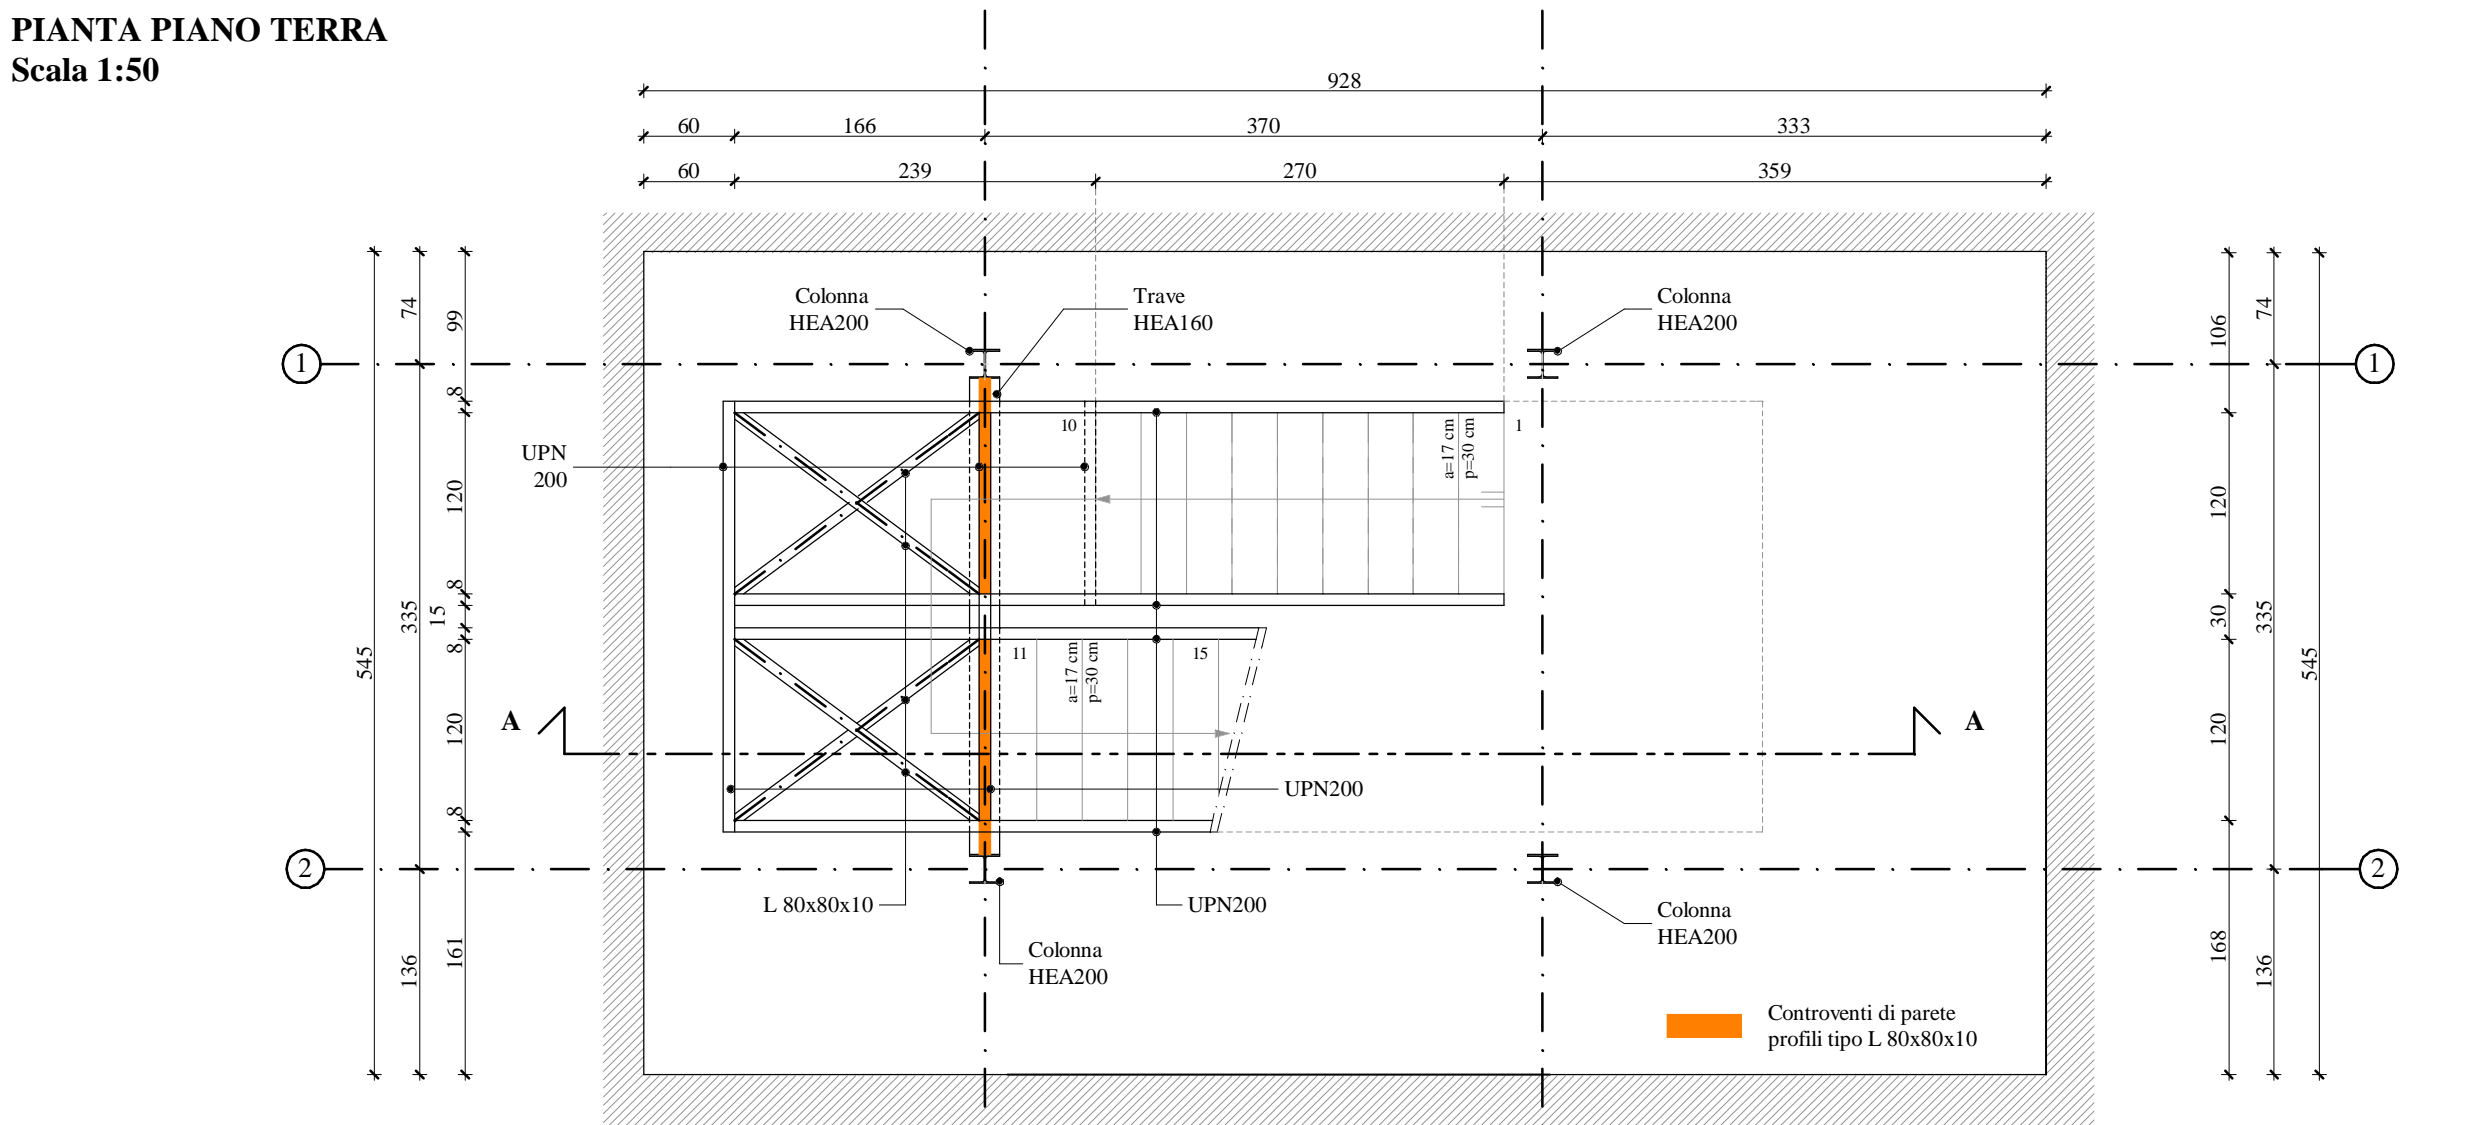 PIANTA PIANO TERRA
Scala 1:50
928
60
166
370
333
60
239
270
359
Colonna
HEA200
Trave
HEA160
Colonna
HEA200
74
99
106
74
1
1
8
10
1
a=17 cm
p=30 cm
UPN
200
120
120
8
545
335
15
30
335
545
8
11
a=17 cm
p=30 cm
15
A
A
120
120
UPN200
8
2
2
L 80x80x10
UPN200
Colonna
HEA200
Colonna
HEA200
136
161
168
136
Controventi di parete
profili tipo L 80x80x10